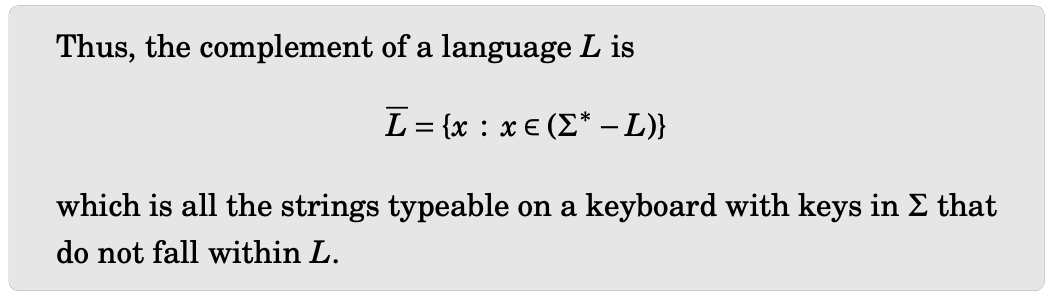 Thus, the complement of a language L is
L̅ = {x : x ∈ (Σ* − L)}
which is all the strings typeable on a keyboard with keys in Σ that
do not fall within L.